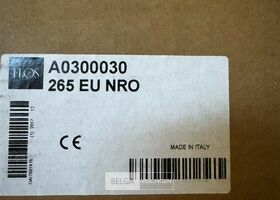 FLOS
A0300030
265 EU NRO
CE
MADE IN ITALY